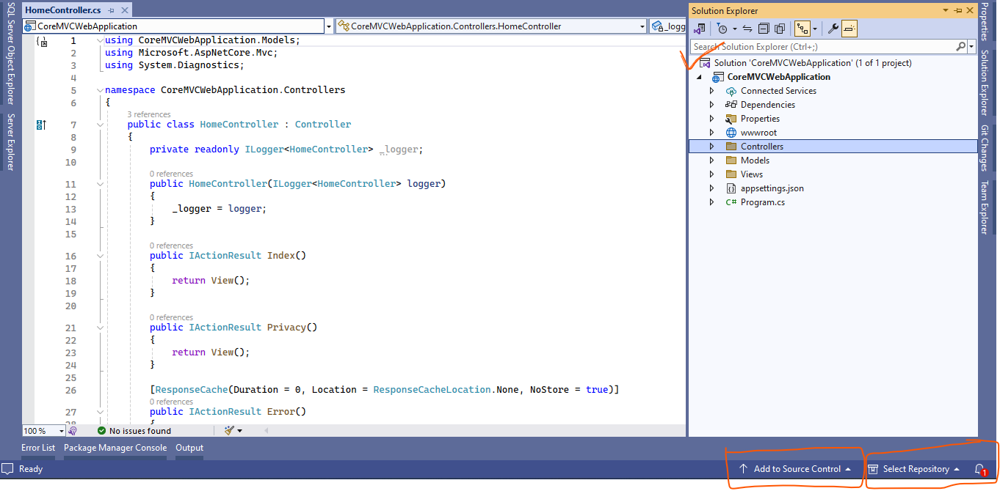 SQL Server Object Explorer
Server Explorer
HomeController.cs
CoreMVCWebApplication
CoreMVCWebApplication.Controllers.HomeController
_logg
1 using CoreMVCWebApplication.Models;
2 using Microsoft.AspNetCore.Mvc;
3 using System.Diagnostics;
4
5 namespace CoreMVCWebApplication.Controllers
6 {
3 references
7 public class HomeController : Controller
8 {
9 private readonly ILogger<HomeController> _logger;
10
0 references
11 public HomeController(ILogger<HomeController> logger)
12 {
13 _logger = logger;
14 }
15
0 references
16 public IActionResult Index()
17 {
18 return View();
19 }
20
0 references
21 public IActionResult Privacy()
22 {
23 return View();
24 }
25
26 [ResponseCache(Duration = 0, Location = ResponseCacheLocation.None, NoStore = true)]
0 references
27 public IActionResult Error()
28 {
100 %
No issues found
Solution Explorer
Search Solution Explorer (Ctrl+;)
Solution 'CoreMVCWebApplication' (1 of 1 project)
CoreMVCWebApplication
Connected Services
Dependencies
Properties
wwwroot
Controllers
Models
Views
appsettings.json
C# Program.cs
Properties
Solution Explorer
Git Changes
Team Explorer
Error List Package Manager Console Output
Ready
Add to Source Control
Select Repository
1